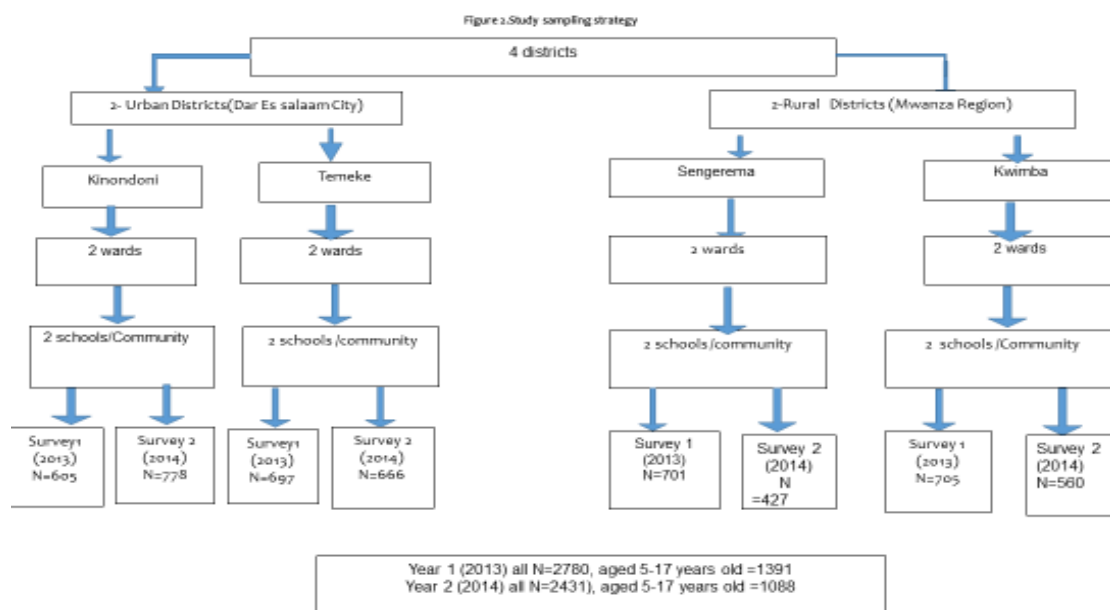 Figure 2.Study sampling strategy
4 districts
2- Urban Districts(Dar Es salaam City)
2-Rural Districts (Mwanza Region)
Kinondoni
Temeke
Sengerema
Kwimba
2 wards
2 wards
2 wards
2 wards
2 schools/Community
2 schools /community
2 schools /community
2 schools /Community
Survey1
(2013)
N=605
Survey 2
(2014)
N=778
Survey1
(2013)
N=697
Survey 2
(2014)
N=666
Survey 1
(2013)
N=701
Survey 2
(2014)
N
=427
Survey 1
(2013)
N=705
Survey 2
(2014)
N=560
Year 1 (2013) all N=2780, aged 5-17 years old =1391
Year 2 (2014) all N=2431), aged 5-17 years old =1088